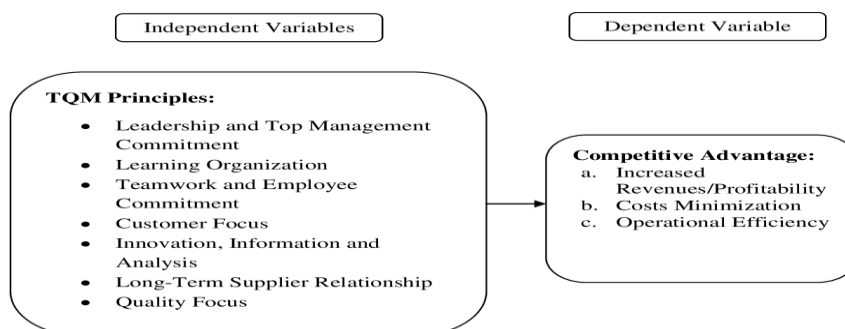 Independent Variables
Dependent Variable
TQM Principles:
● Leadership and Top Management
Commitment
● Learning Organization
● Teamwork and Employee
Commitment
● Customer Focus
● Innovation, Information and
Analysis
● Long-Term Supplier Relationship
● Quality Focus
Competitive Advantage:
a. Increased
Revenues/Profitability
b. Costs Minimization
c. Operational Efficiency